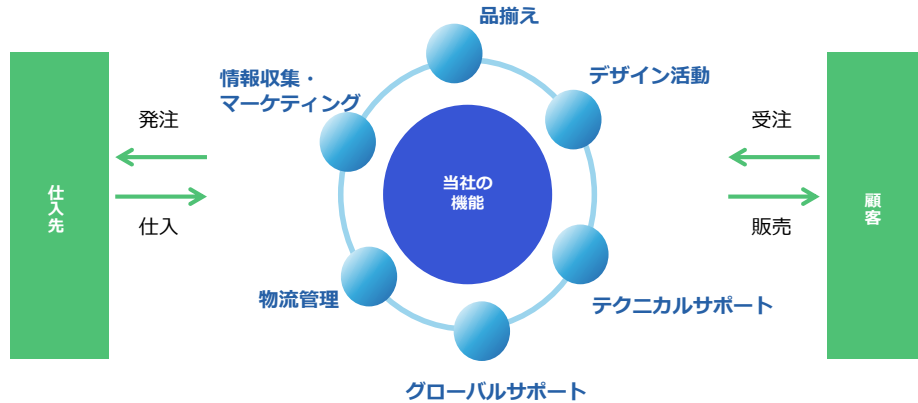 品揃え
情報収集・
マーケティング
デザイン活動
発注
受注
当社の
機能
仕入先
顧客
仕入
販売
物流管理
テクニカルサポート
グローバルサポート